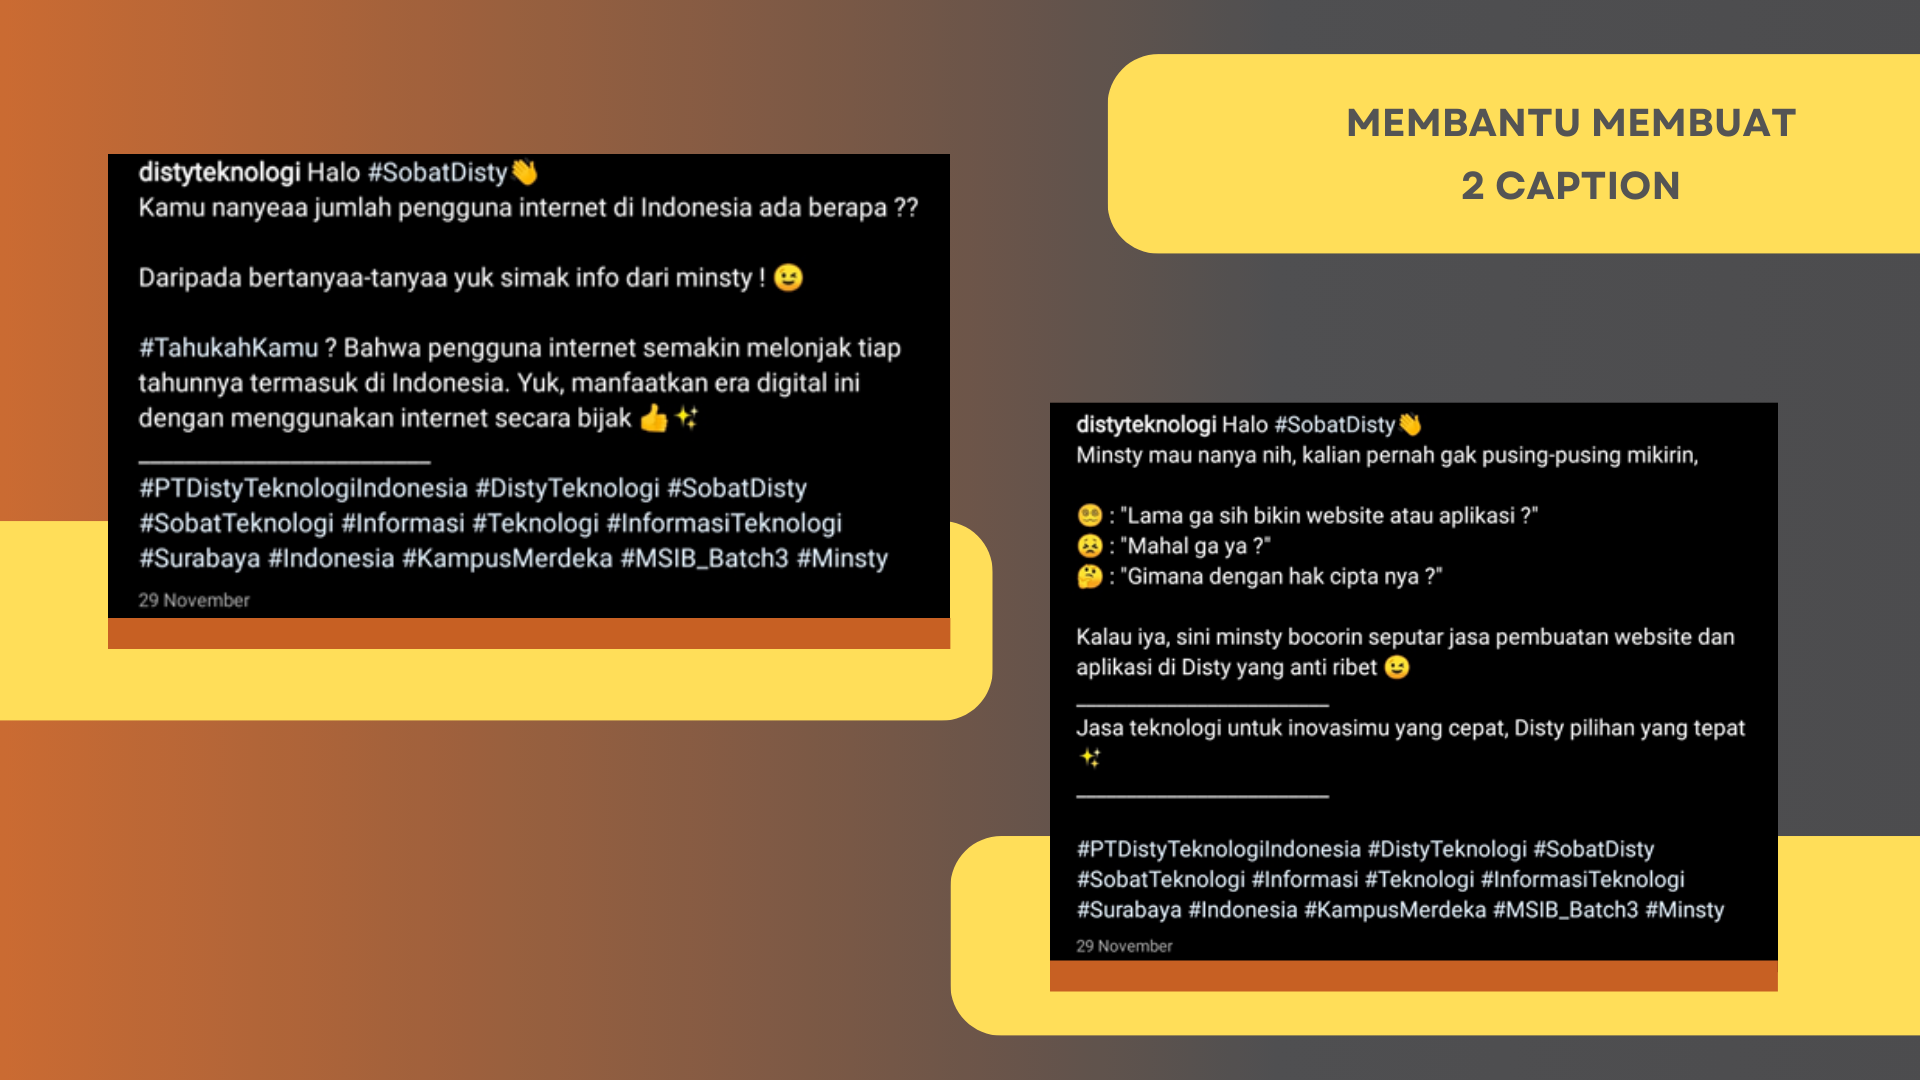 MEMBANTU MEMBUAT
2 CAPTION
distyteknologi Halo #SobatDisty👋
Kamu nanyeaa jumlah pengguna internet di Indonesia ada berapa ??
Daripada bertanyaa-tanyaa yuk simak info dari minsty ! 😉
#TahukahKamu ? Bahwa pengguna internet semakin melonjak tiap
tahunnya termasuk di Indonesia. Yuk, manfaatkan era digital ini
dengan menggunakan internet secara bijak 👍✨
#PTDistyTeknologiIndonesia #DistyTeknologi #SobatDisty
#SobatTeknologi #Informasi #Teknologi #InformasiTeknologi
#Surabaya #Indonesia #KampusMerdeka #MSIB_Batch3 #Minsty
29 November
distyteknologi Halo #SobatDisty👋
Minsty mau nanya nih, kalian pernah gak pusing-pusing mikirin,
😵‍💫 : "Lama ga sih bikin website atau aplikasi ?"
😣 : "Mahal ga ya ?"
🤔 : "Gimana dengan hak cipta nya ?"
Kalau iya, sini minsty bocorin seputar jasa pembuatan website dan
aplikasi di Disty yang anti ribet 😉
Jasa teknologi untuk inovasimu yang cepat, Disty pilihan yang tepat
✨
#PTDistyTeknologiIndonesia #DistyTeknologi #SobatDisty
#SobatTeknologi #Informasi #Teknologi #InformasiTeknologi
#Surabaya #Indonesia #KampusMerdeka #MSIB_Batch3 #Minsty
29 November